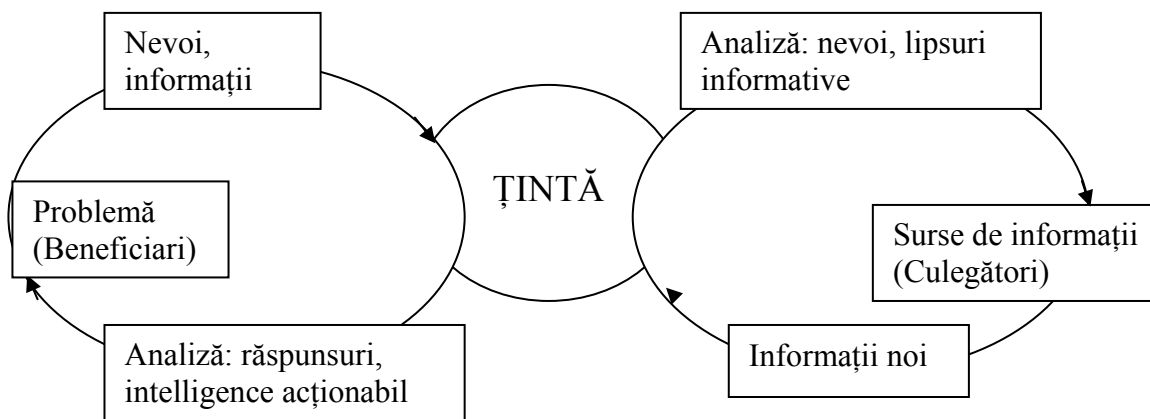 Nevoi,
informații
Analiză: nevoi, lipsuri
informative
ȚINTĂ
Problemă
(Beneficiari)
Surse de informații
(Culegători)
Analiză: răspunsuri,
intelligence acționabil
Informații noi